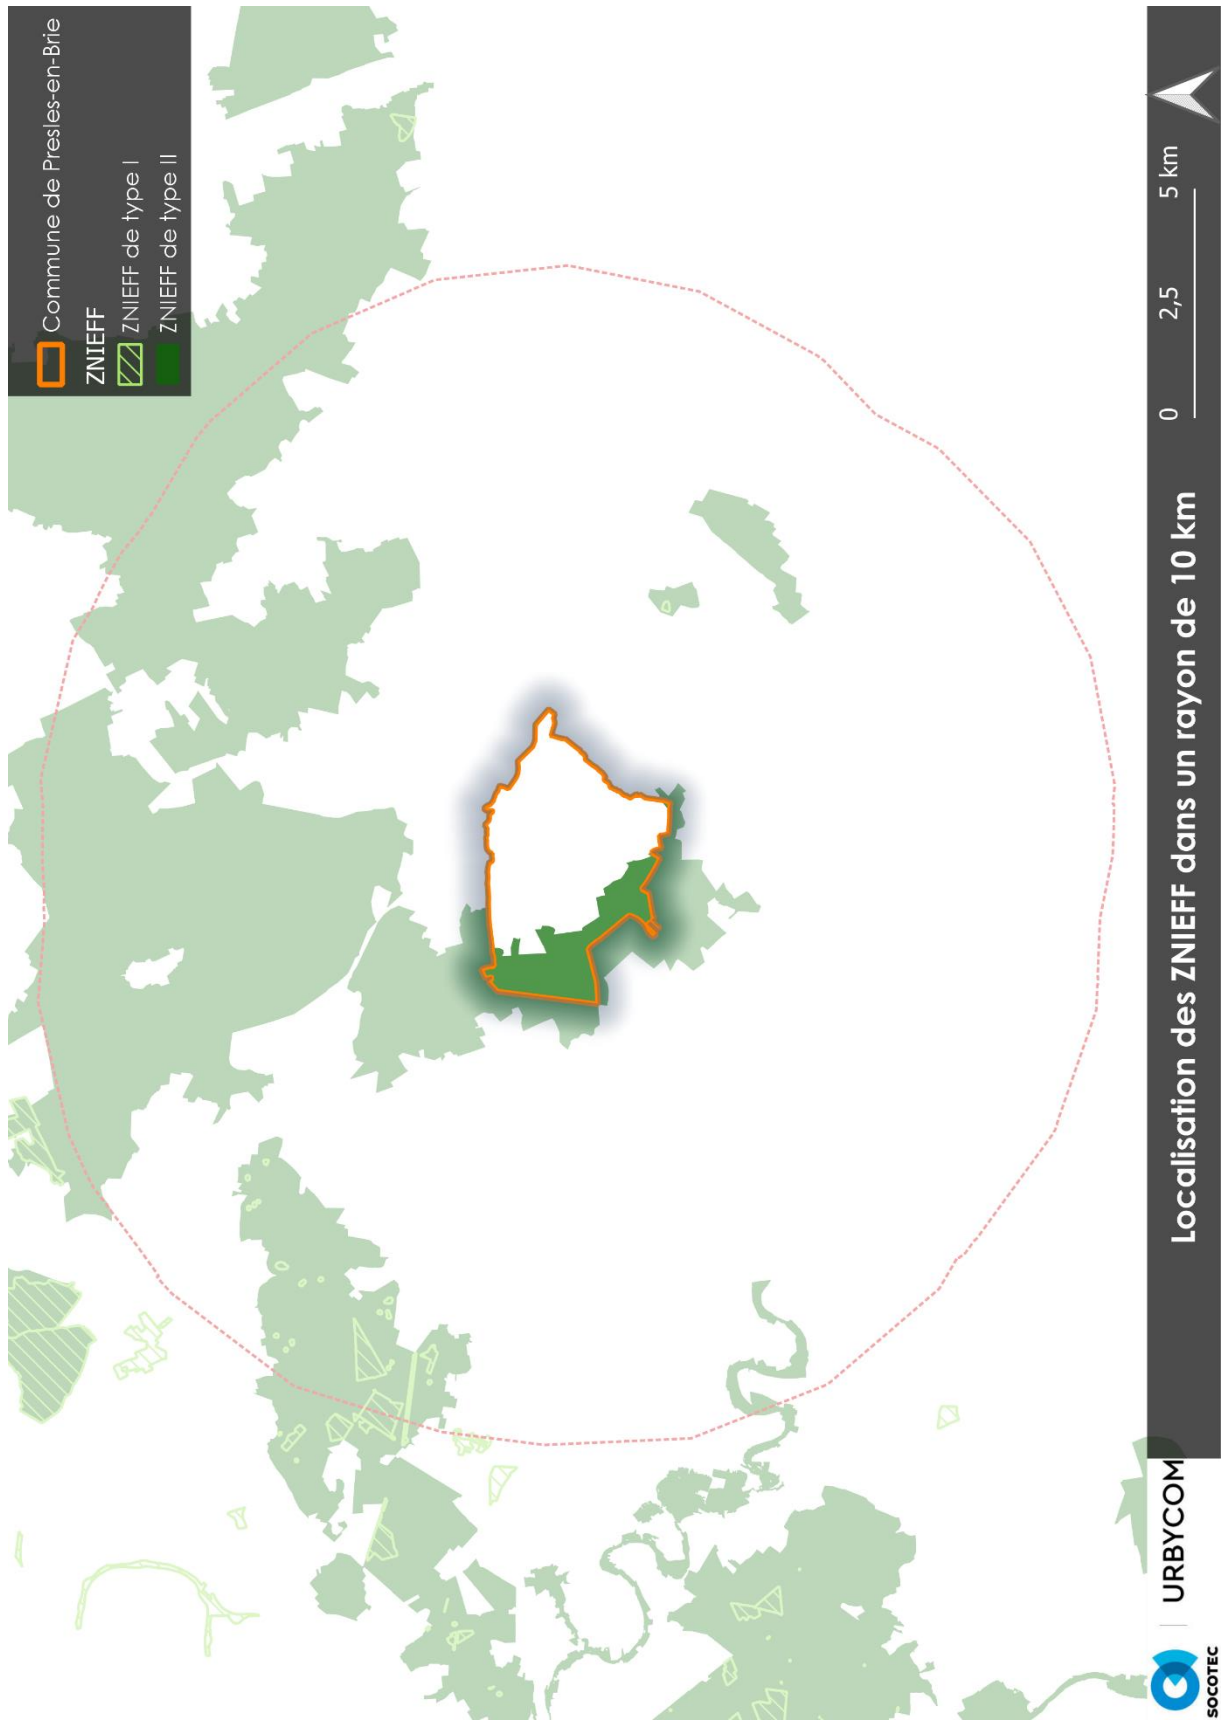 Commune de Presles-en-Brie
ZNIEFF
ZNIEFF de type I
ZNIEFF de type II
SOCOTEC
URBYCOM
Localisation des ZNIEFF dans un rayon de 10 km
0 2,5 5 km